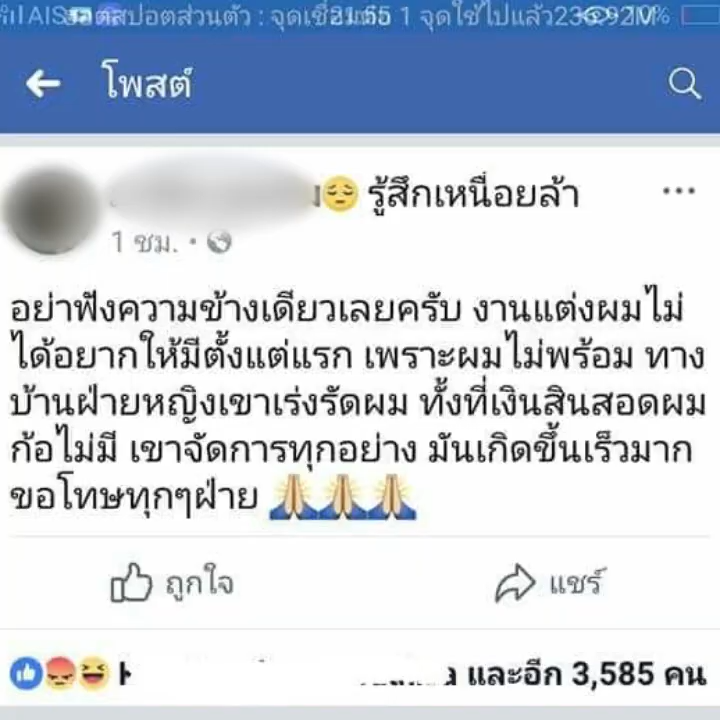 AIS
โพสต์
รู้สึกเหนื่อยล้า
1 ชม.
อย่าฟังความข้างเดียวเลยครับ งานแต่งผมไม่
ได้อยากให้มีตั้งแต่แรก เพราะผมไม่พร้อม ทาง
บ้านฝ่ายหญิงเขาเร่งรัดผม ทั้งที่เงินสินสอดผม
ก้อไม่มี เขาจัดการทุกอย่าง มันเกิดขึ้นเร็วมาก
ขอโทษทุกๆฝ่าย 🙏🙏🙏
ถูกใจ แชร์
และอีก 3,585 คน